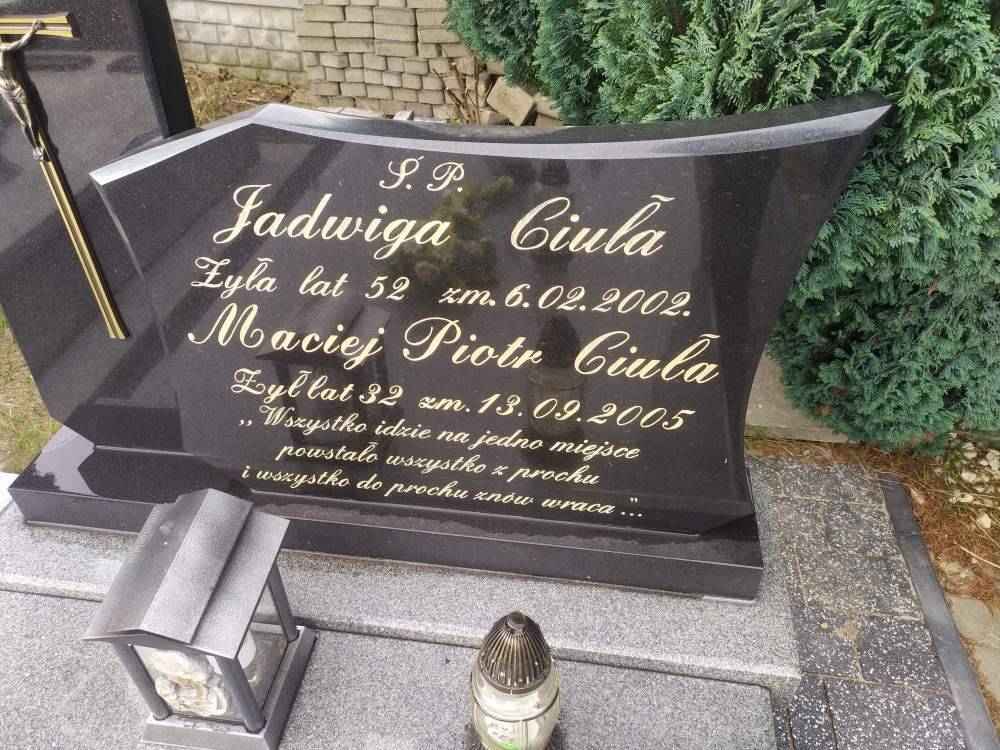 Ś. P.
Jadwiga Ciuła
Żyła lat 52 zm. 6.02.2002.
Maciej Piotr Ciuła
Żył lat 32 zm. 13.09.2005
,,Wszystko idzie na jedno miejsce
powstało wszystko z prochu
i wszystko do prochu znów wraca..."